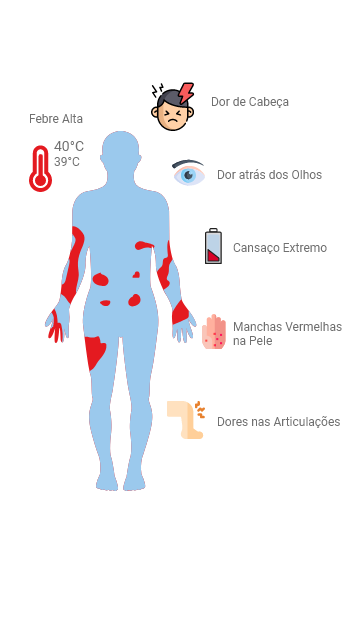 Dor de Cabeça
Febre Alta
40°C
39°C
Dor atrás dos Olhos
Cansaço Extremo
Manchas Vermelhas
na Pele
Dores nas Articulações